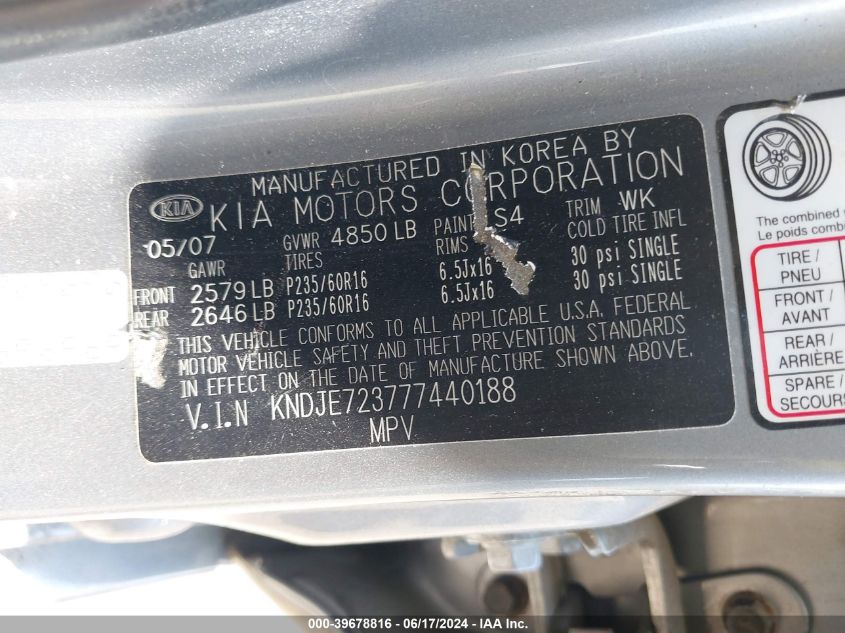 MANUFACTURED IN KOREA BY
KIA KIA MOTORS CORPORATION
05/07 GVWR 4850 LB PAINT S4 TRIM WK
GAWR TIRES RIMS COLD TIRE INFL
FRONT 2579 LB P235/60R16 6.5Jx16 30 psi SINGLE
REAR 2646 LB P235/60R16 6.5Jx16 30 psi SINGLE
THIS VEHICLE CONFORMS TO ALL APPLICABLE U.S.A. FEDERAL
MOTOR VEHICLE SAFETY AND THEFT PREVENTION STANDARDS
IN EFFECT ON THE DATE OF MANUFACTURE SHOWN ABOVE.
V.I.N KNDJE723777440188
MPV
The combined
Le poids
TIRE /
PNEU
FRONT /
AVANT
REAR /
ARRIÈRE
SPARE /
SECOURS
000-39678816 - 06/17/2024 - IAA Inc.